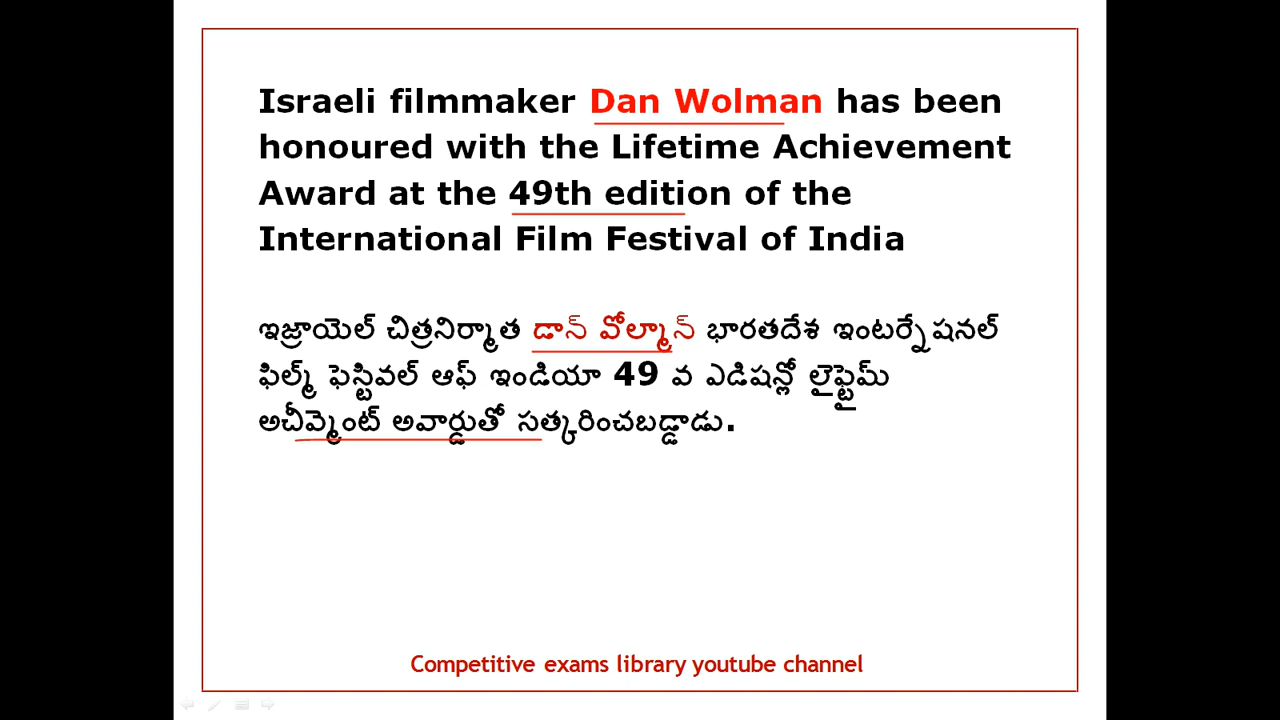 Israeli filmmaker Dan Wolman has been
honoured with the Lifetime Achievement
Award at the 49th edition of the
International Film Festival of India
ఇజ్రాయెల్ చిత్రనిర్మాత డాన్ వోల్మాన్ భారతదేశ ఇంటర్నేషనల్
ఫిల్మ్ ఫెస్టివల్ ఆఫ్ ఇండియా 49 వ ఎడిషన్లో లైఫ్టైమ్
అచీవ్మెంట్ అవార్డుతో సత్కరించబడ్డాడు.
Competitive exams library youtube channel